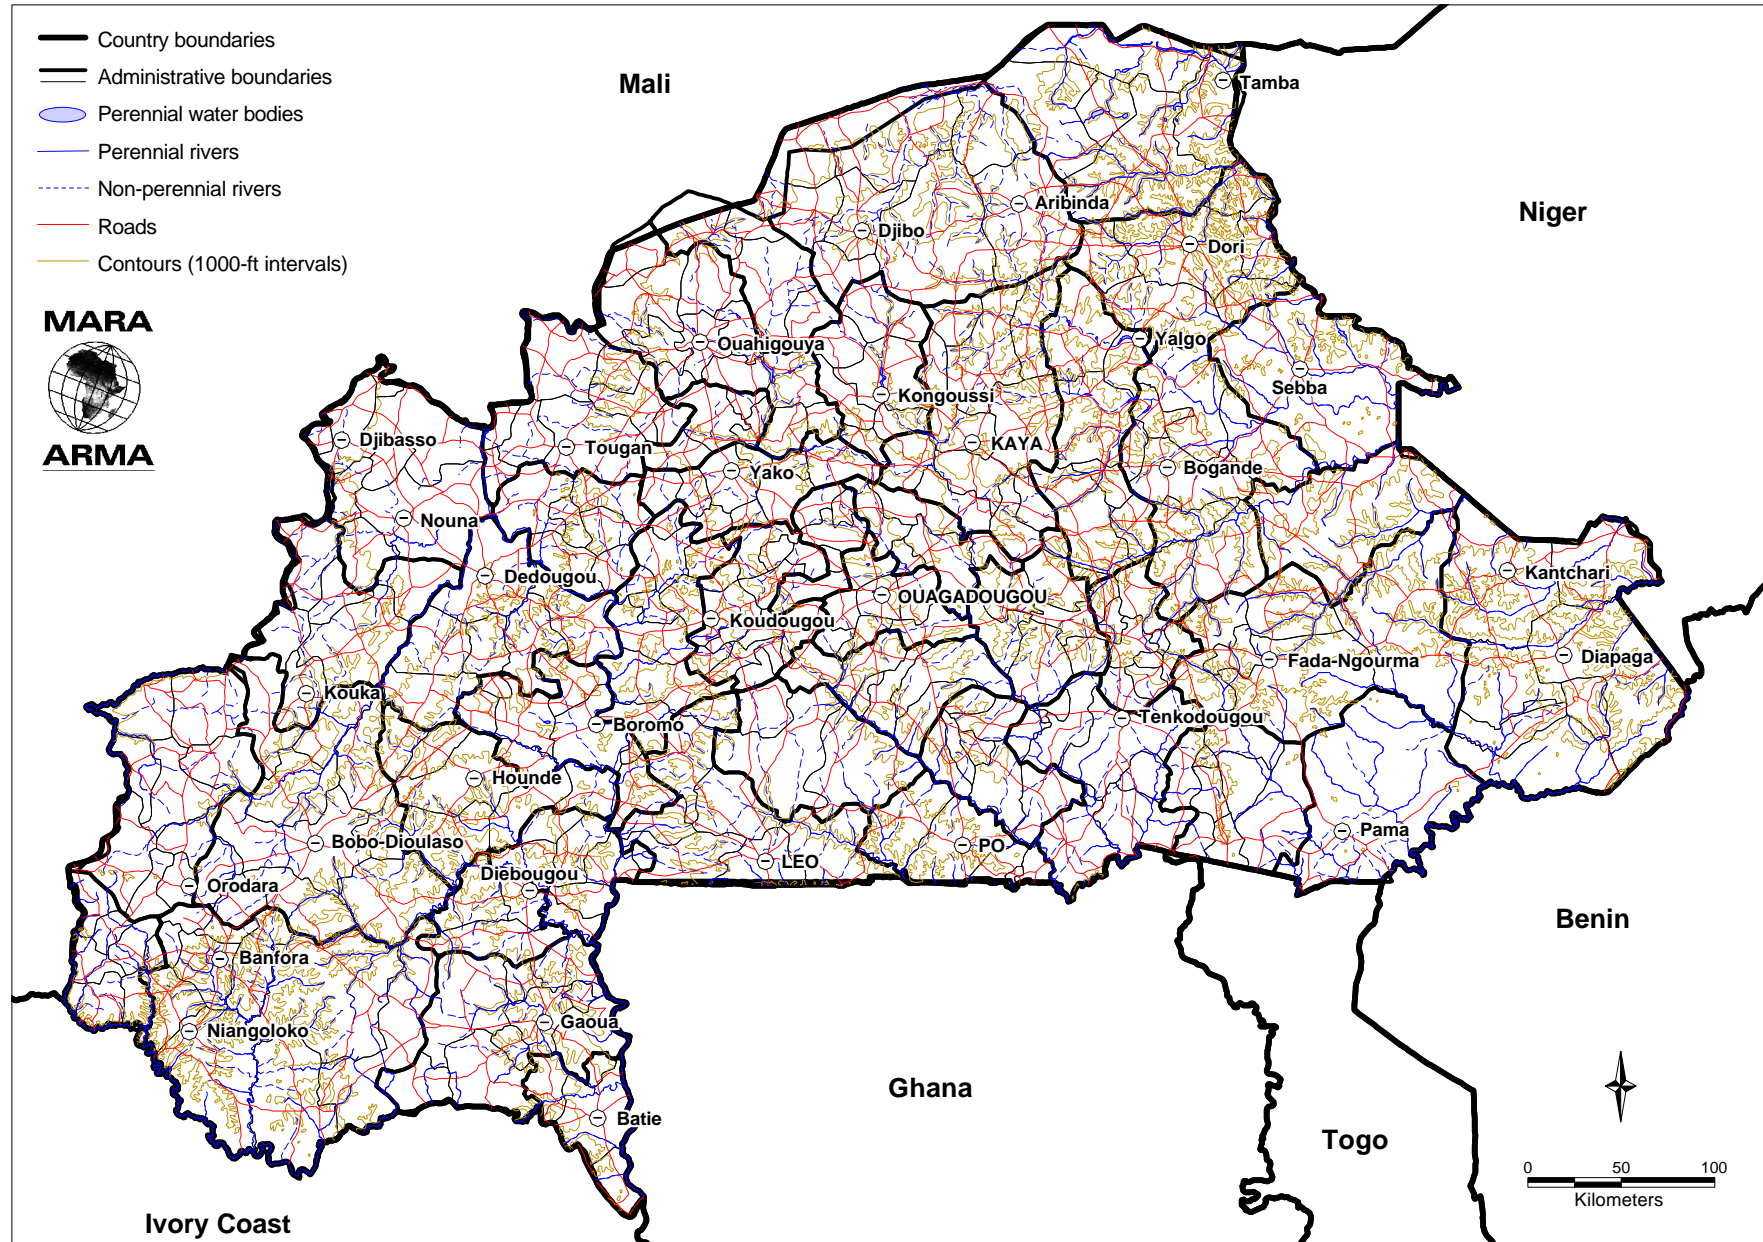 Country boundaries
Administrative boundaries
Perennial water bodies
Perennial rivers
Non-perennial rivers
Roads
Contours (1000-ft intervals)
MARA
ARMA
Mali
Niger
Tamba
Aribinda
Djibo
Dori
Ouahigouya
Yalgo
Sebba
Kongoussi
Djibasso
Tougan
KAYA
Yako
Bogande
Nouna
Dedougou
Kantchari
OUAGADOUGOU
Koudougou
Fada-Ngourma
Diapaga
Kouka
Boromo
Tenkodougou
Hounde
Pama
Bobo-Dioulaso
PO
LEO
Diebougou
Orodara
Benin
Banfora
Gaoua
Niangoloko
Ghana
Batie
Togo
Ivory Coast
0 50 100
Kilometers